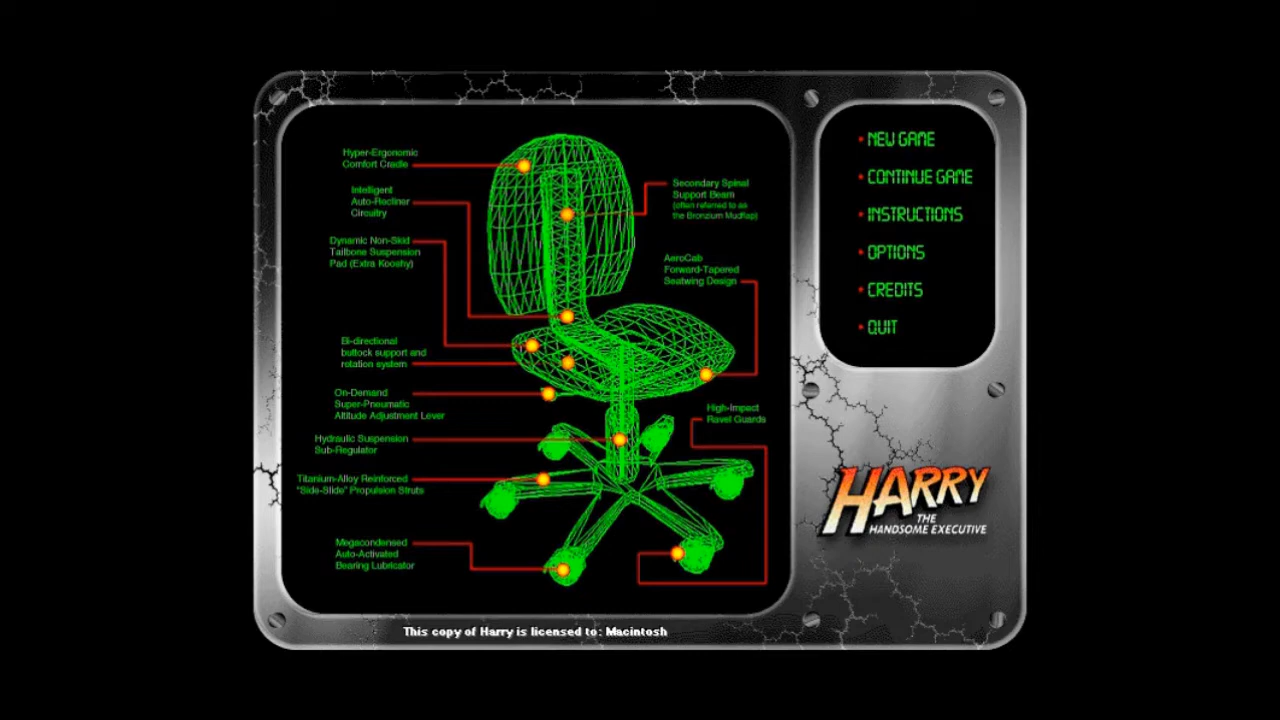 Hyper-Ergonomic
Comfort Cradle
Intelligent
Auto-Recliner
Circuitry
Dynamic Non-Skid
Tailbone Suspension
Pad (Extra Kooshy)
Bi-directional
buttock support and
rotation system
On-Demand
Super-Pneumatic
Altitude Adjustment Lever
Hydraulic Suspension
Sub-Regulator
Titanium-Alloy Reinforced
"Side-Slide" Propulsion Struts
Megacondensed
Auto-Activated
Bearing Lubricator
Secondary Spinal
Support Beam
(often referred to as
the Bronzium Mudflap)
AeroCab
Forward-Tapered
Seatwing Design
High-Impact
Ravel Guards
NEW GAME
CONTINUE GAME
INSTRUCTIONS
OPTIONS
CREDITS
QUIT
HARRY
THE
HANDSOME EXECUTIVE
This copy of Harry is licensed to: Macintosh